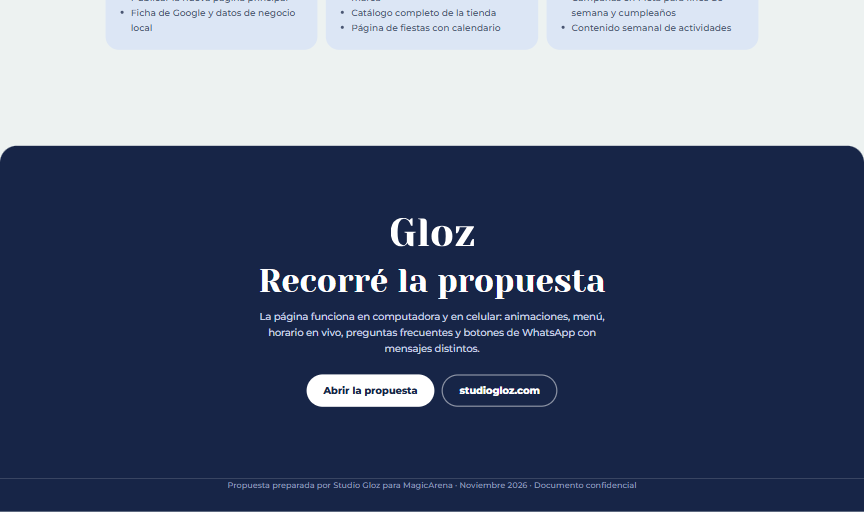 Ficha de Google y datos de negocio
local
marca
Catálogo completo de la tienda
Página de fiestas con calendario
semana y cumpleaños
Contenido semanal de actividades
Gloz
Recorré la propuesta
La página funciona en computadora y en celular: animaciones, menú,
horario en vivo, preguntas frecuentes y botones de WhatsApp con
mensajes distintos.
Abrir la propuesta
studiogloz.com
Propuesta preparada por Studio Gloz para MagicArena · Noviembre 2026 · Documento confidencial